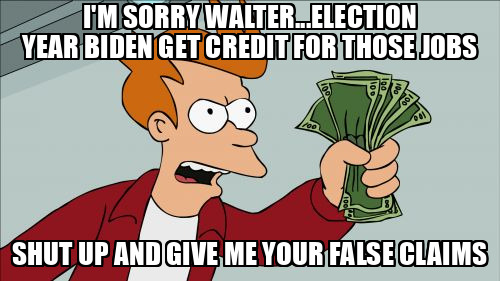 I'M SORRY WALTER...ELECTION
YEAR BIDEN GET CREDIT FOR THOSE JOBS
SHUT UP AND GIVE ME YOUR FALSE CLAIMS